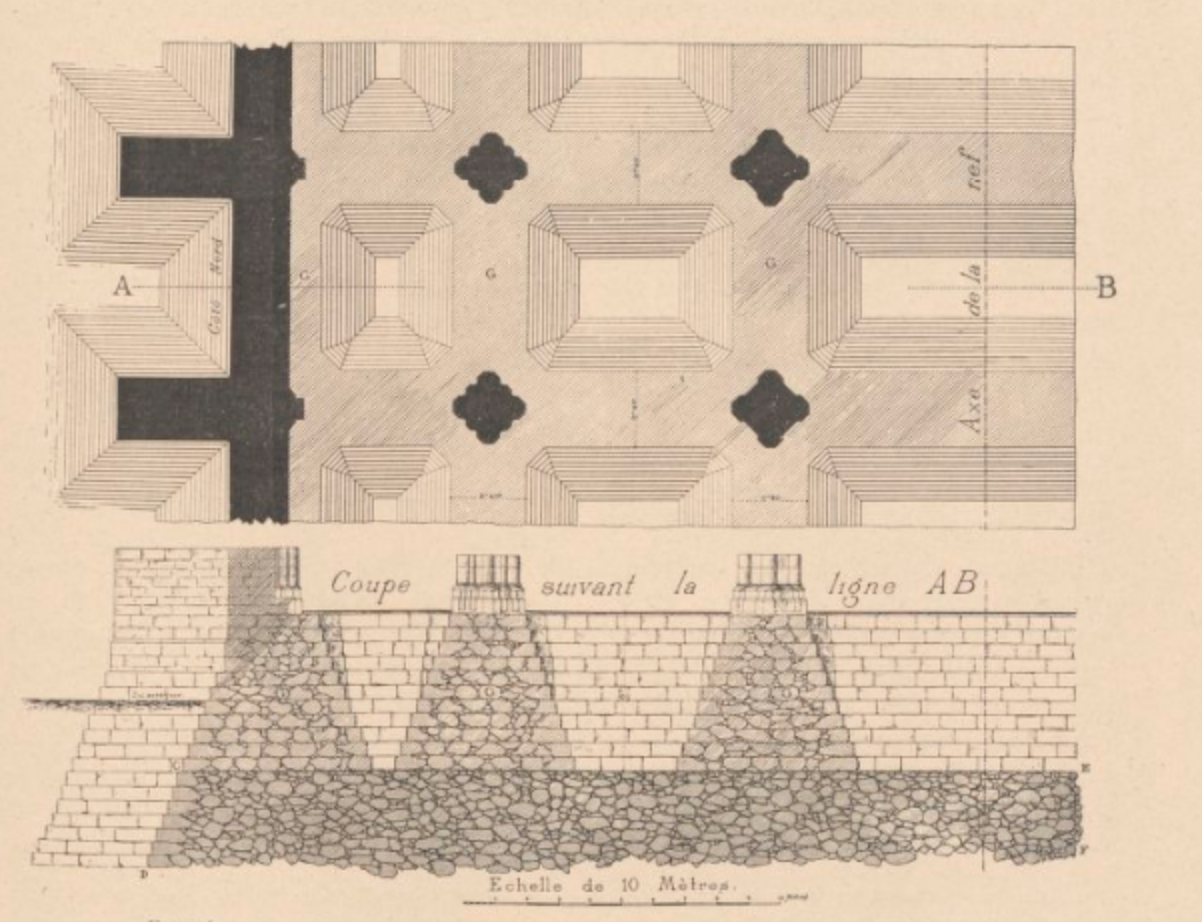 nef
A
Côté Nord
G
G
G
de la
B
Axe
Coupe suivant la ligne AB
G
E
C
F
D
Echelle de 10 Mètres.